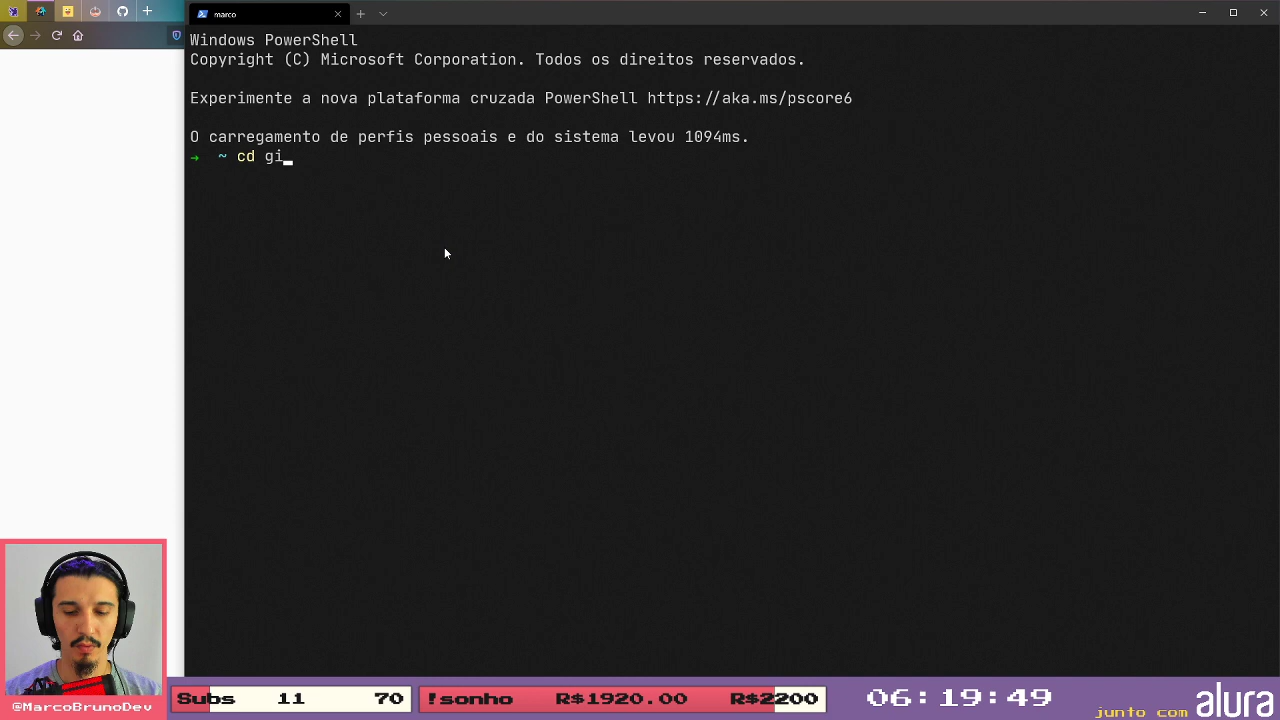 marco
Windows PowerShell
Copyright (C) Microsoft Corporation. Todos os direitos reservados.
Experimente a nova plataforma cruzada PowerShell https://aka.ms/pscore6
O carregamento de perfis pessoais e do sistema levou 1094ms.
→ ~ cd gi_
@MarcoBrunoDev
Subs 11 70
!sonho R$1920.00 R$2200
06:19:49
junto com alura